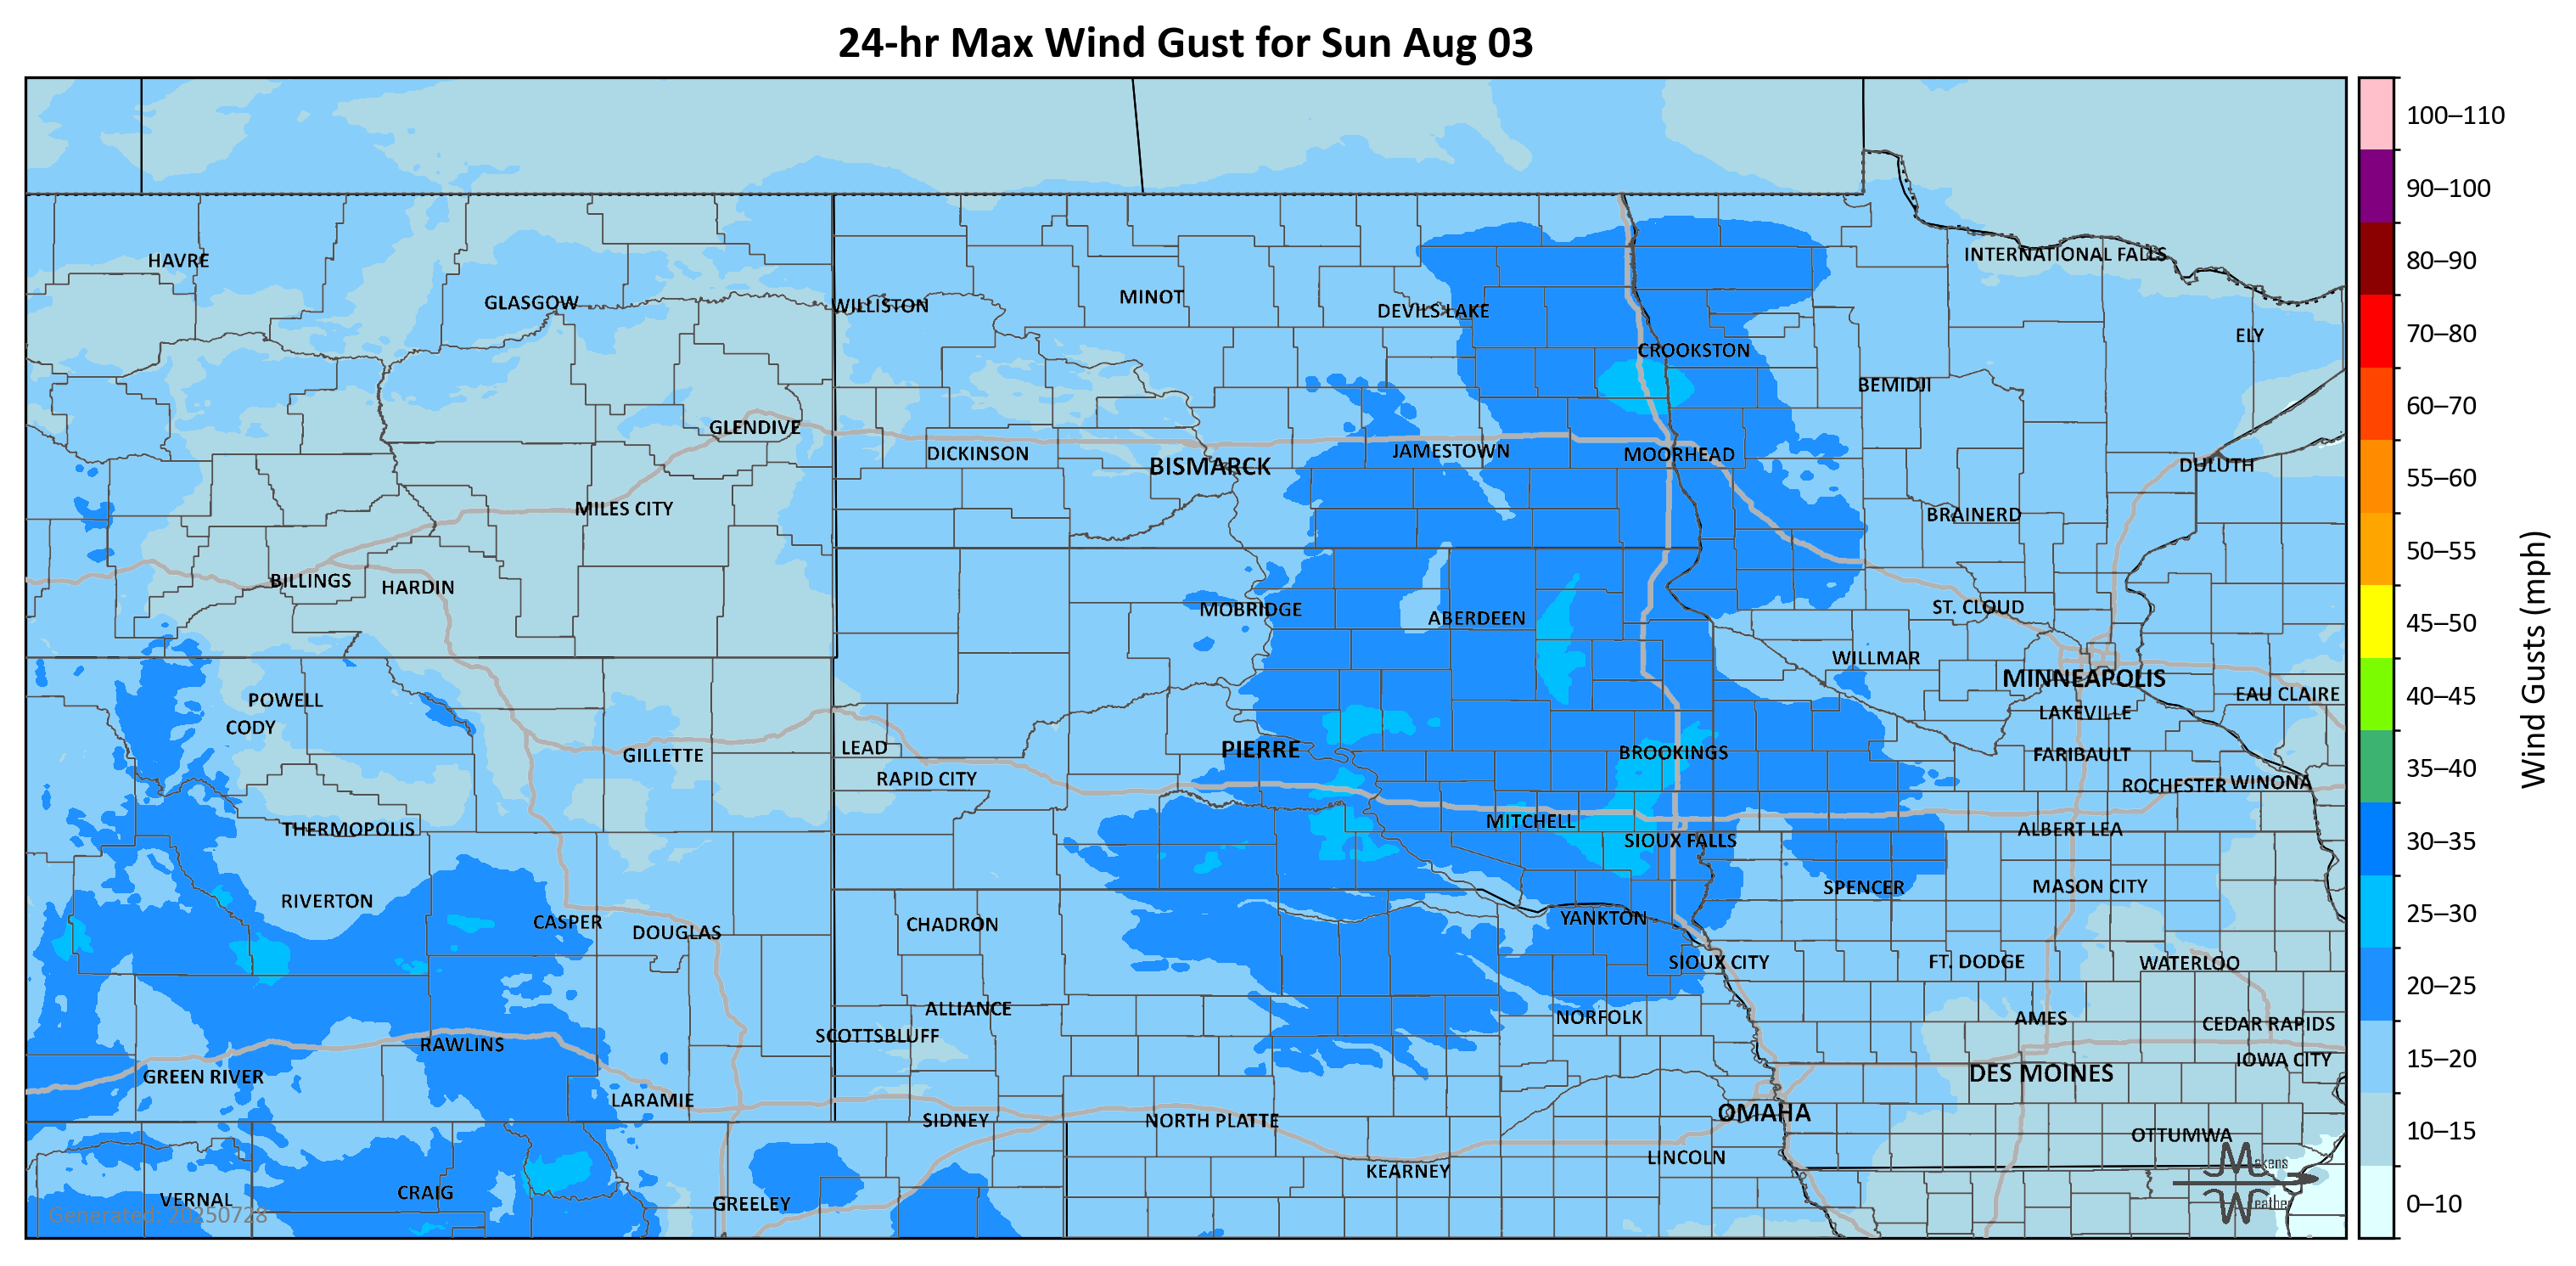 24-hr Max Wind Gust for Sun Aug 03
100–110
90–100
80–90
70–80
60–70
55–60
50–55
45–50
40–45
35–40
30–35
25–30
20–25
15–20
10–15
0–10
Wind Gusts (mph)
HAVRE
GLASGOW
WILLISTON
MINOT
DEVILS LAKE
INTERNATIONAL FALLS
ELY
CROOKSTON
BEMIDJI
GLENDIVE
DICKINSON
BISMARCK
JAMESTOWN
MOORHEAD
DULUTH
MILES CITY
BRAINERD
BILLINGS
HARDIN
MOBRIDGE
ABERDEEN
ST. CLOUD
WILLMAR
MINNEAPOLIS
EAU CLAIRE
POWELL
CODY
LAKEVILLE
GILLETTE
LEAD
PIERRE
BROOKINGS
FARIBAULT
RAPID CITY
ROCHESTER
WINONA
THERMOPOLIS
MITCHELL
SIOUX FALLS
ALBERT LEA
RIVERTON
SPENCER
MASON CITY
CASPER
DOUGLAS
CHADRON
YANKTON
SIOUX CITY
FT. DODGE
WATERLOO
ALLIANCE
NORFOLK
AMES
CEDAR RAPIDS
SCOTTSBLUFF
RAWLINS
IOWA CITY
GREEN RIVER
DES MOINES
LARAMIE
OMAHA
SIDNEY
NORTH PLATTE
OTTUMWA
LINCOLN
KEARNEY
VERNAL
CRAIG
GREELEY
Generated: 20250728
Makens
Weather